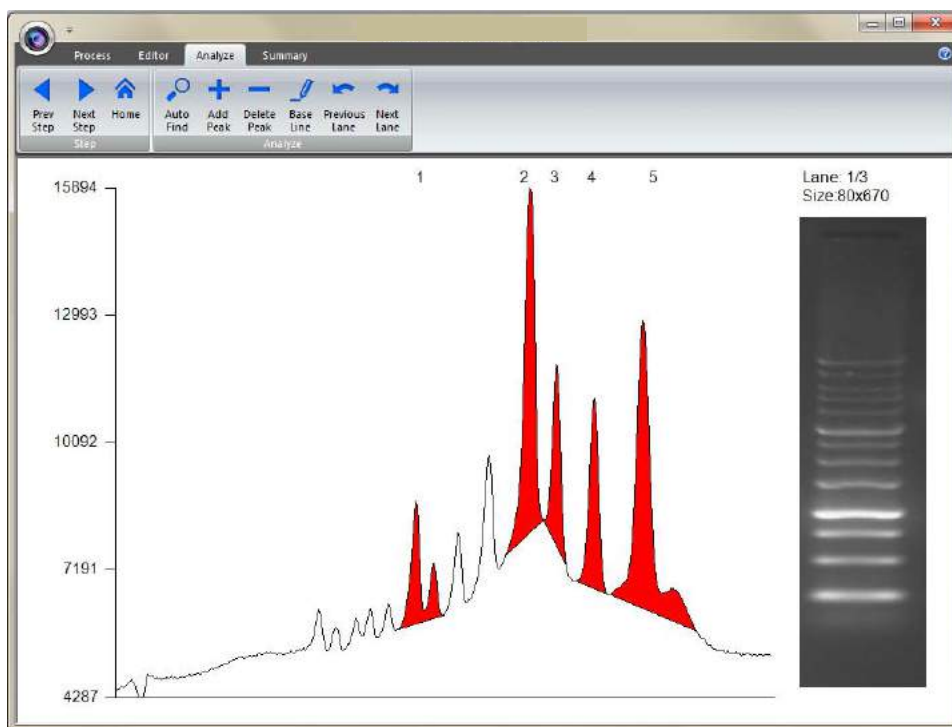 Process Editor Analyze Summary
Prev Step
Next Step
Home
Auto Find
Add Peak
Delete Peak
Base Line
Previous Lane
Next Lane
Step
Analyze
1 2 3 4 5
Lane: 1/3
Size:80x670
15894
12993
10092
7191
4287